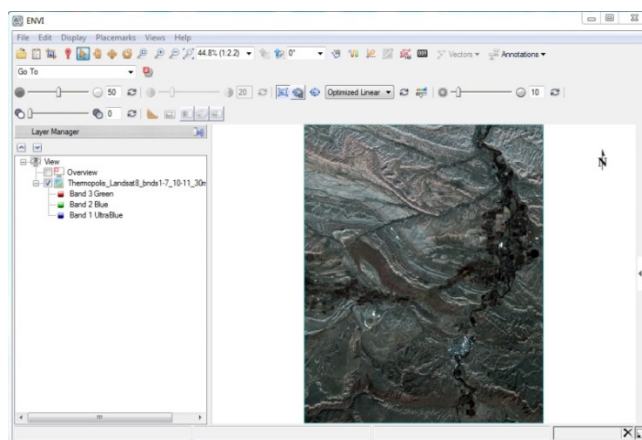 ENVI
File Edit Display Placemarks Views Help
44.8% (1:2.2) 0° Vectors Annotations
Go To
50 20 Optimized Linear 10
0
Layer Manager
View
Overview
Thermopolis_Landsat8_bnds1-7_10-11_30m
Band 3 Green
Band 2 Blue
Band 1 UltraBlue
N